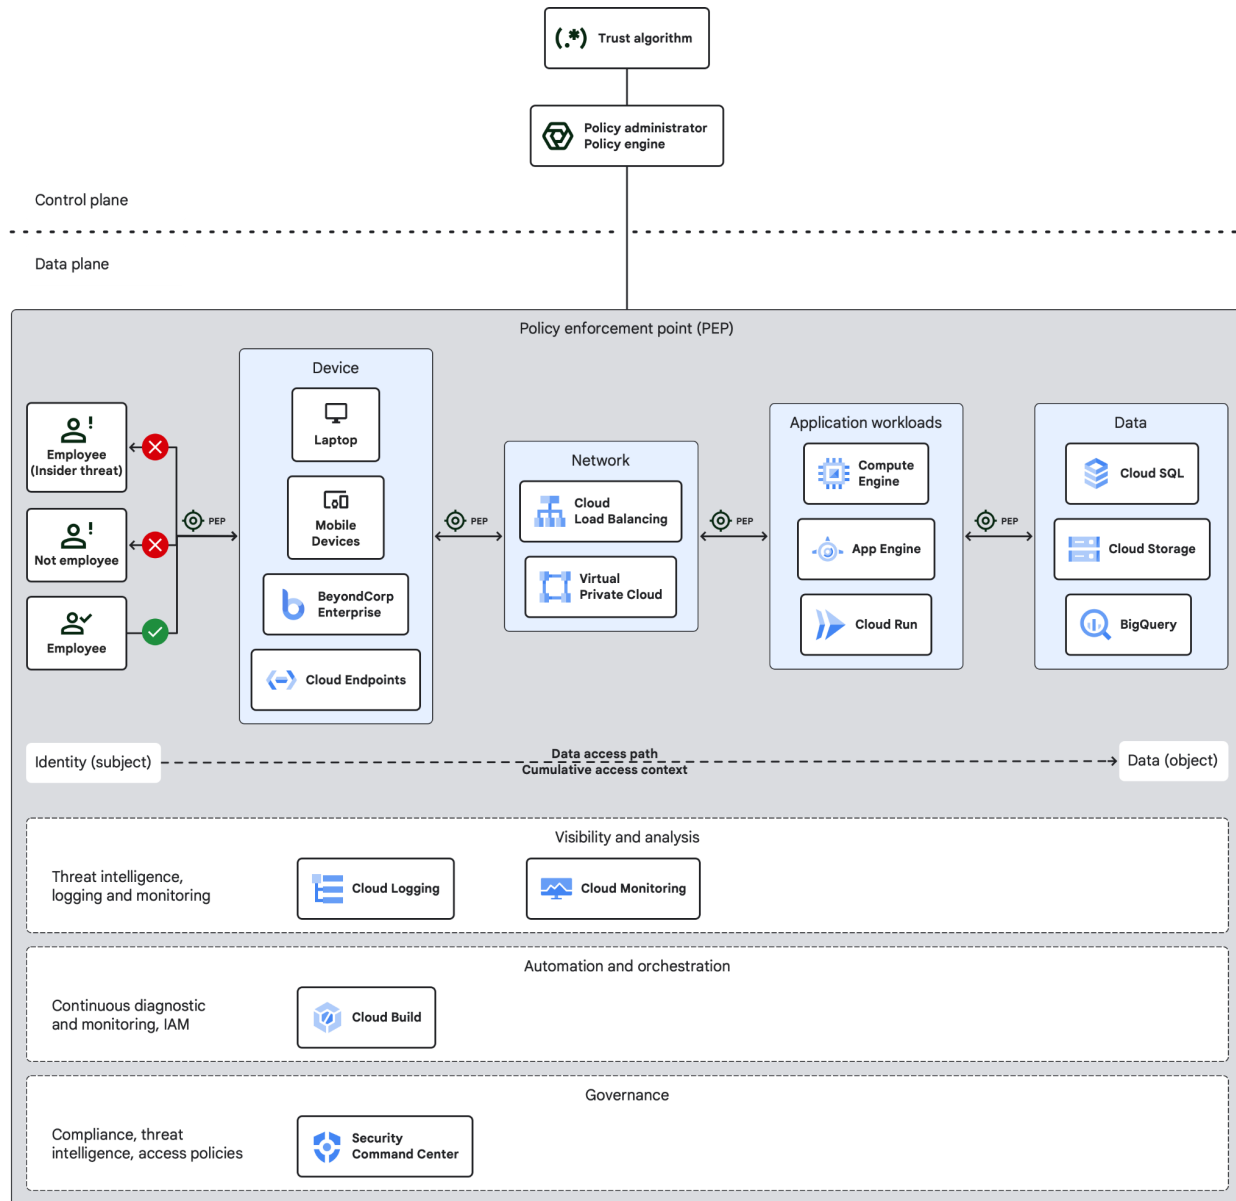 (.*) Trust algorithm
Policy administrator
Policy engine
Control plane
Data plane
Policy enforcement point (PEP)
Employee
(Insider threat)
Not employee
Employee
PEP
Device
Laptop
Mobile
Devices
BeyondCorp
Enterprise
Cloud Endpoints
PEP
Network
Cloud
Load Balancing
Virtual
Private Cloud
PEP
Application workloads
Compute
Engine
App Engine
Cloud Run
PEP
Data
Cloud SQL
Cloud Storage
BigQuery
Identity (subject)
Data access path
Cumulative access context
Data (object)
Visibility and analysis
Threat intelligence,
logging and monitoring
Cloud Logging
Cloud Monitoring
Automation and orchestration
Continuous diagnostic
and monitoring, IAM
Cloud Build
Governance
Compliance, threat
intelligence, access policies
Security
Command Center